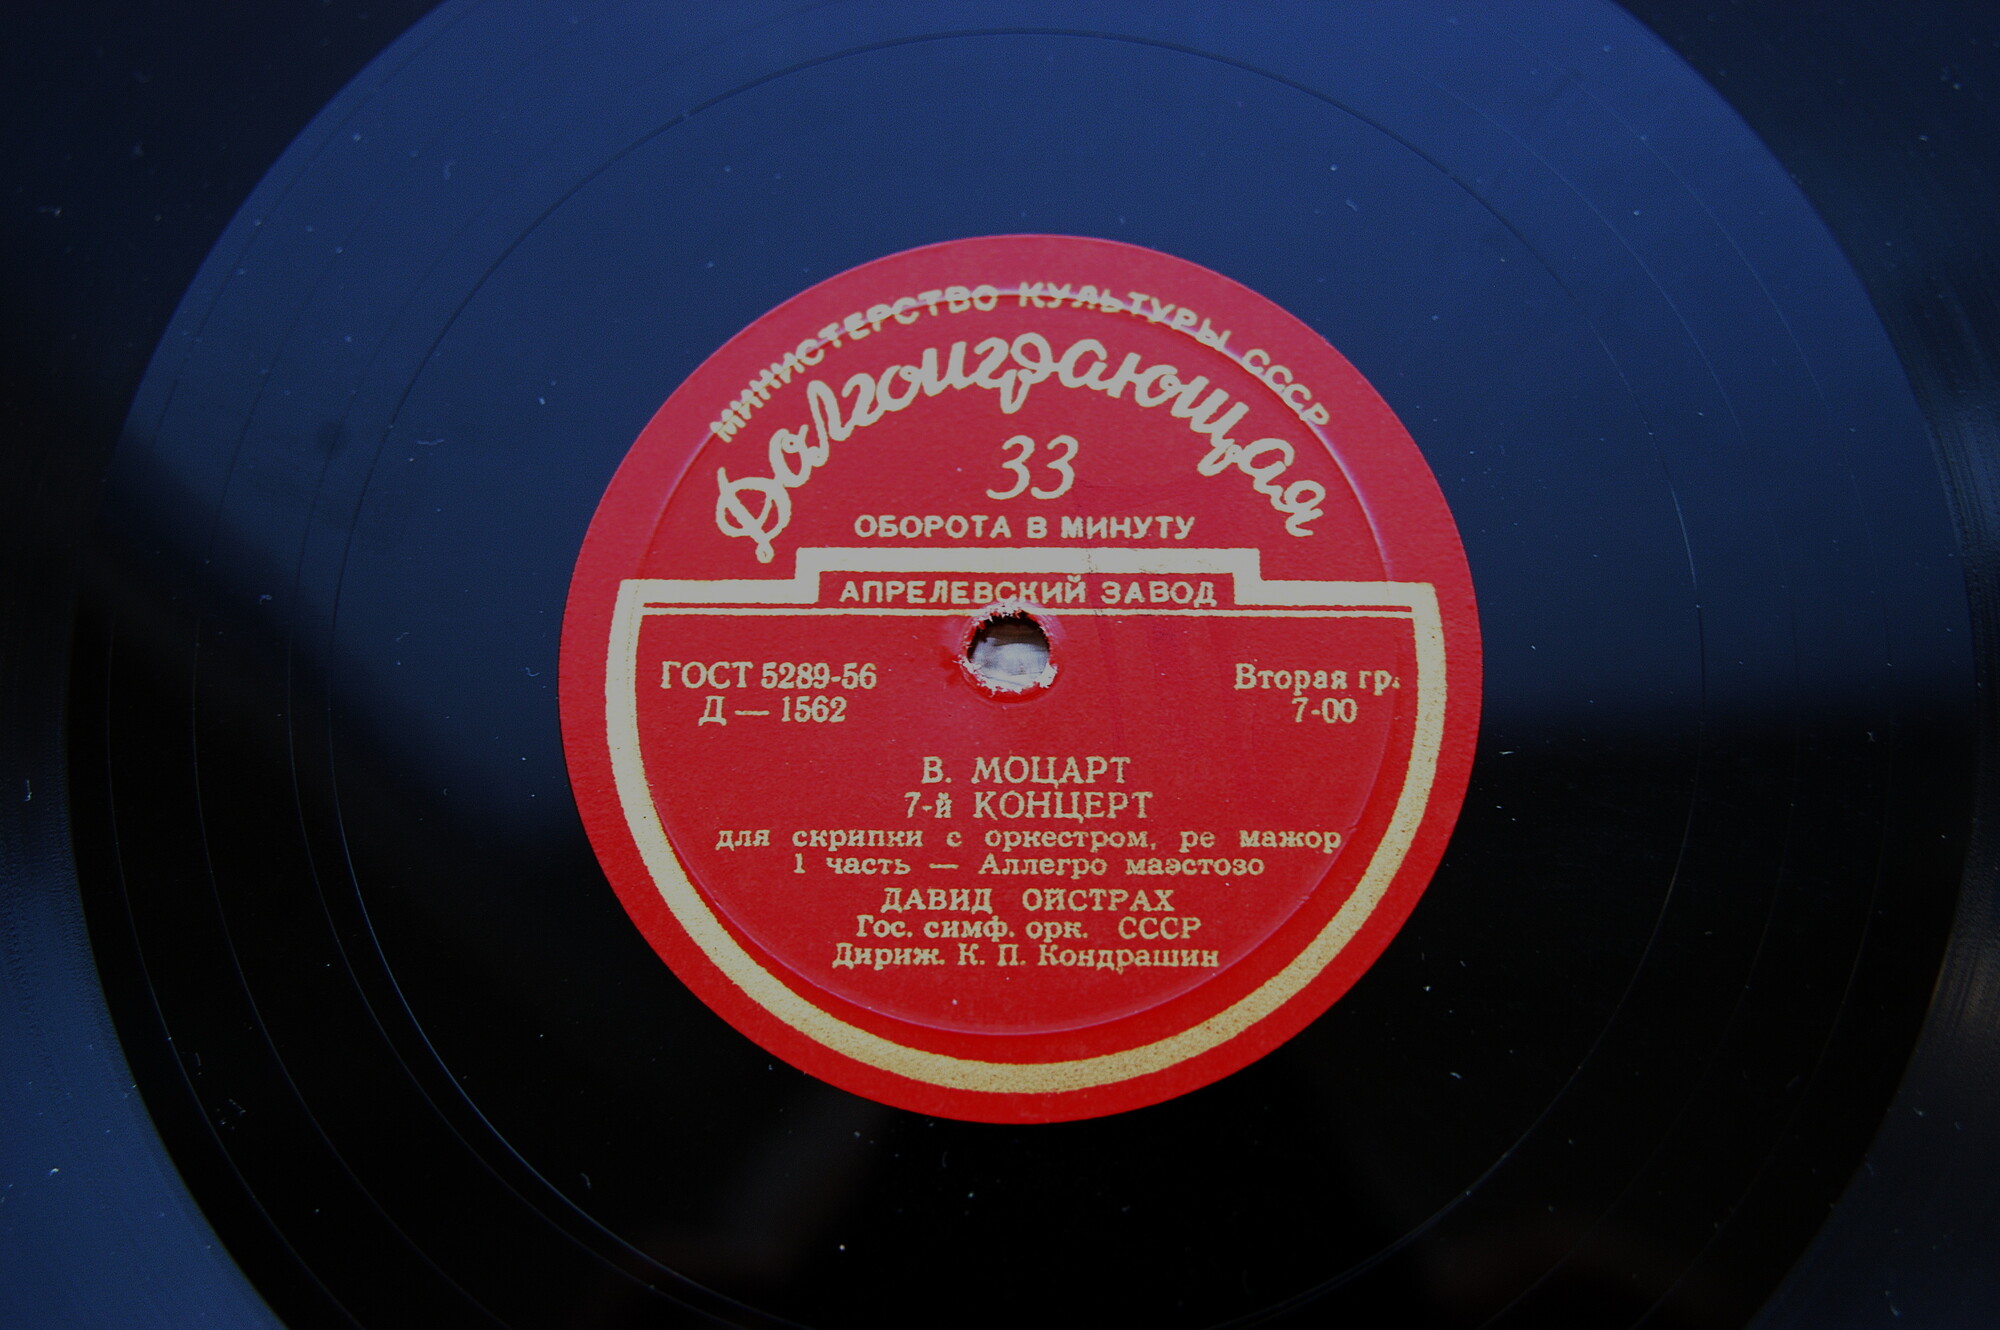 МИНИСТЕРСТВО КУЛЬТУРЫ СССР
Долгоиграющая
33
ОБОРОТА В МИНУТУ
АПРЕЛЕВСКИЙ ЗАВОД
ГОСТ 5289-56
Д — 1562
Вторая гр.
7-00
В. МОЦАРТ
7-й КОНЦЕРТ
для скрипки с оркестром, ре мажор
1 часть — Аллегро маэстозо
ДАВИД ОЙСТРАХ
Гос. симф. орк. СССР
Дириж. К. П. Кондрашин